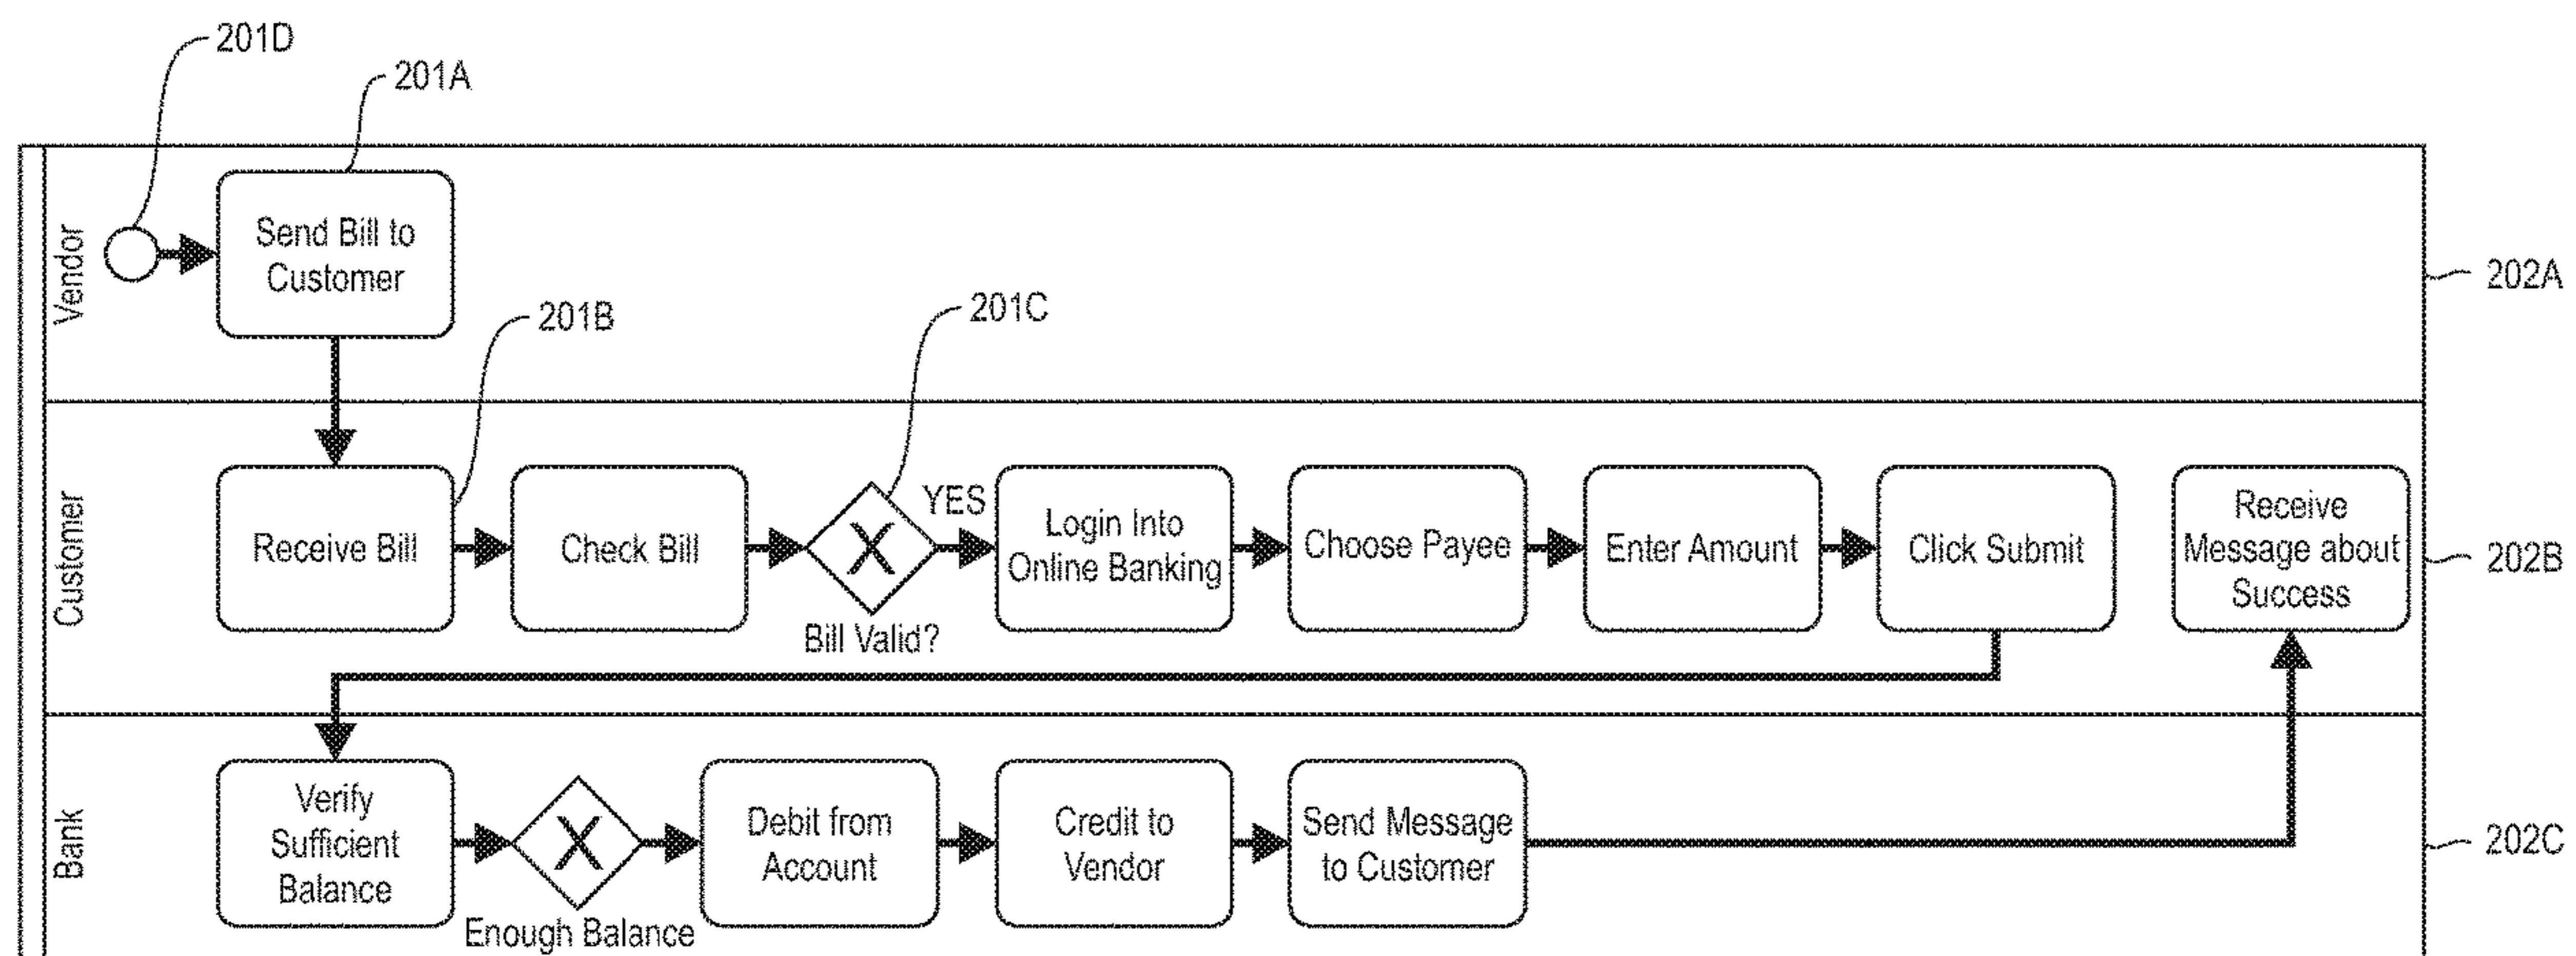 201D
201A
Vendor
Send Bill to
Customer
202A
201B
201C
Customer
Receive Bill
Check Bill
Bill Valid?
YES
Login Into
Online Banking
Choose Payee
Enter Amount
Click Submit
Receive
Message about
Success
202B
Bank
Verify
Sufficient
Balance
Enough Balance
Debit from
Account
Credit to
Vendor
Send Message
to Customer
202C